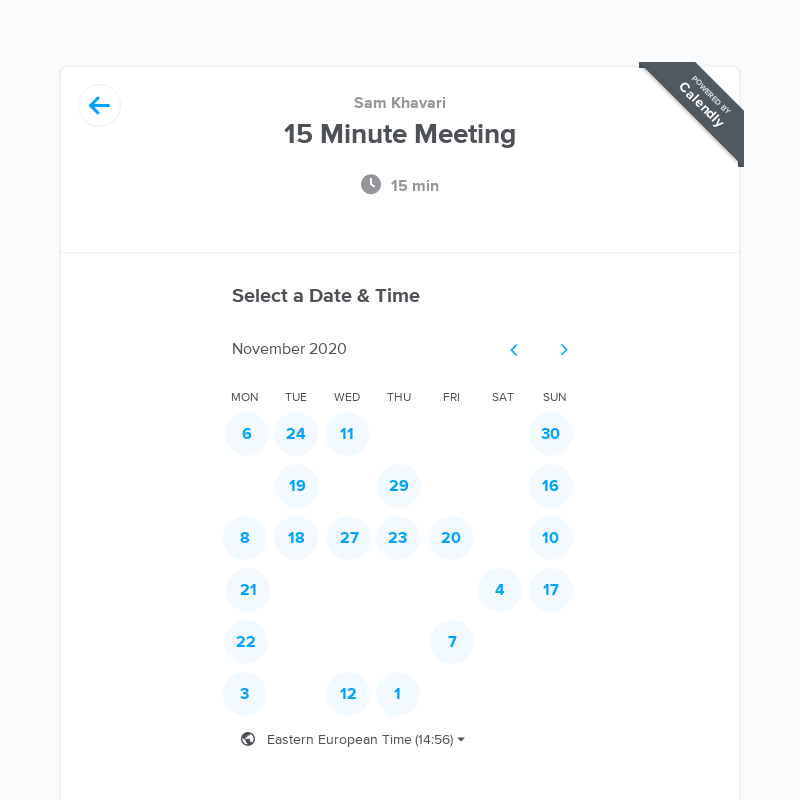 POWERED BY
Calendly
Sam Khavari
15 Minute Meeting
15 min
Select a Date & Time
November 2020
MON TUE WED THU FRI SAT SUN
6 24 11 30
19 29 16
8 18 27 23 20 10
21 4 17
22 7
3 12 1
Eastern European Time (14:56)